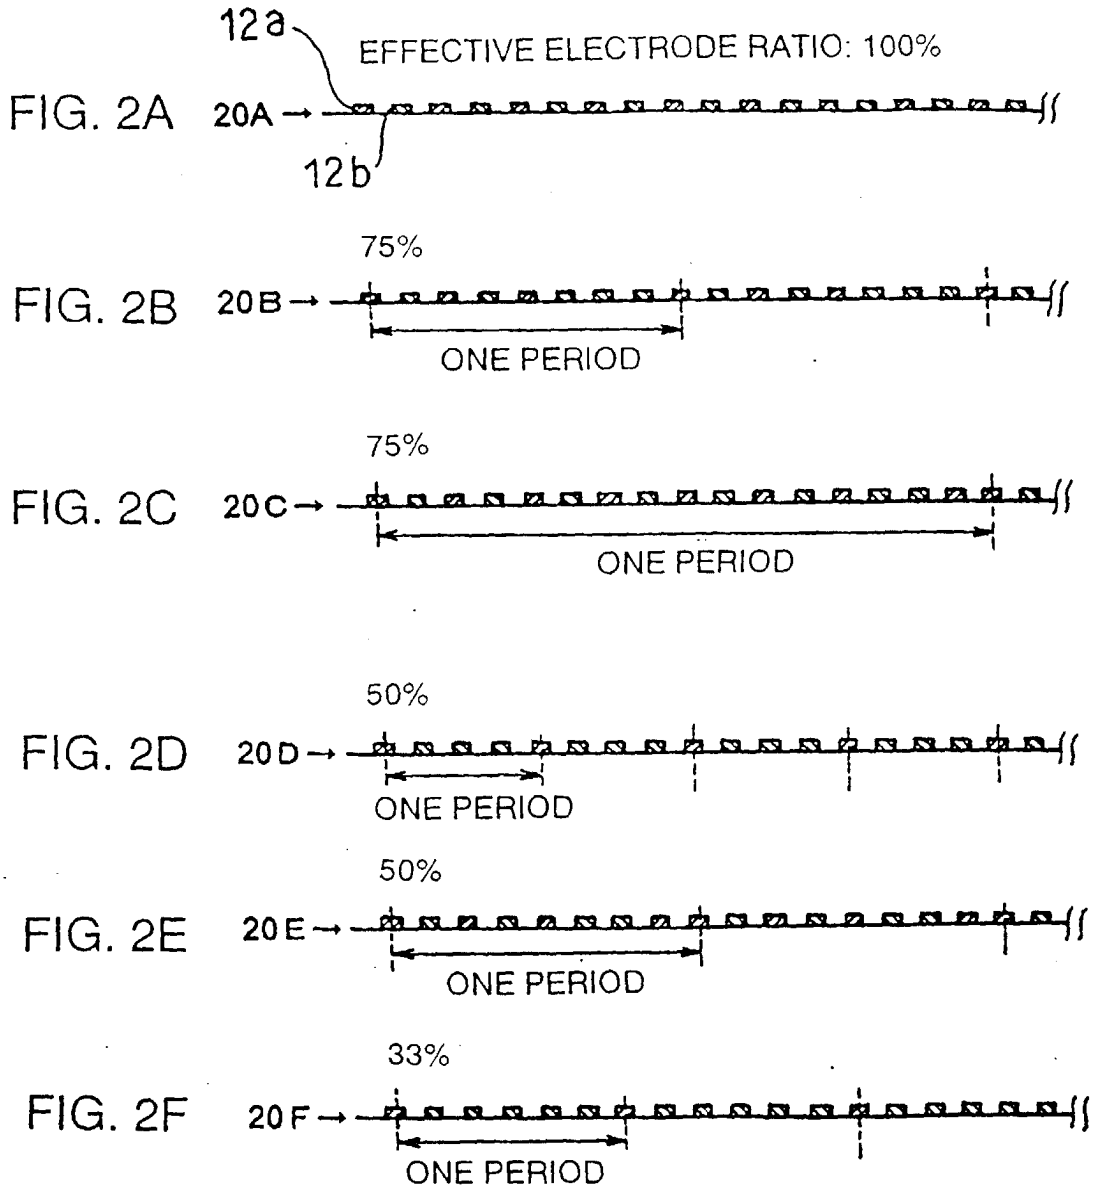 12a
EFFECTIVE ELECTRODE RATIO: 100%
FIG. 2A 20A
12b
75%
FIG. 2B 20B
ONE PERIOD
75%
FIG. 2C 20C
ONE PERIOD
50%
FIG. 2D 20D
ONE PERIOD
50%
FIG. 2E 20E
ONE PERIOD
33%
FIG. 2F 20F
ONE PERIOD